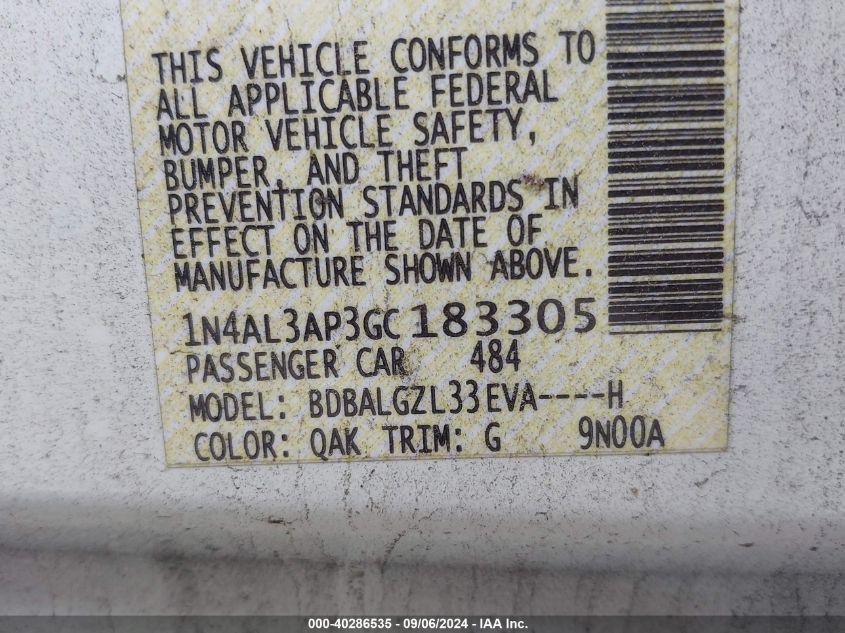 THIS VEHICLE CONFORMS TO
ALL APPLICABLE FEDERAL
MOTOR VEHICLE SAFETY,
BUMPER, AND THEFT
PREVENTION STANDARDS IN
EFFECT ON THE DATE OF
MANUFACTURE SHOWN ABOVE.
1N4AL3AP3GC183305
PASSENGER CAR 484
MODEL: BDBALGZL33EVA----H
COLOR: QAK TRIM: G 9N00A
000-40286535 - 09/06/2024 - IAA Inc.